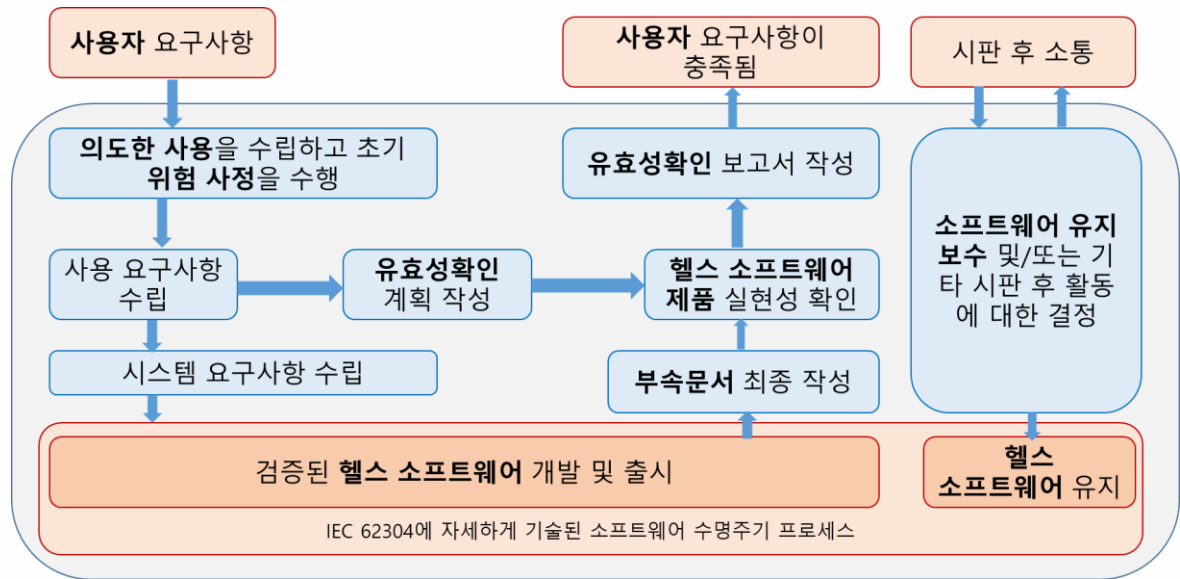 사용자 요구사항
사용자 요구사항이
충족됨
시판 후 소통
의도한 사용을 수립하고 초기
위험 사정을 수행
유효성확인 보고서 작성
소프트웨어 유지
보수 및/또는 기
타 시판 후 활동
에 대한 결정
사용 요구사항
수립
유효성확인
계획 작성
헬스 소프트웨어
제품 실현성 확인
시스템 요구사항 수립
부속문서 최종 작성
검증된 헬스 소프트웨어 개발 및 출시
헬스
소프트웨어 유지
IEC 62304에 자세하게 기술된 소프트웨어 수명주기 프로세스